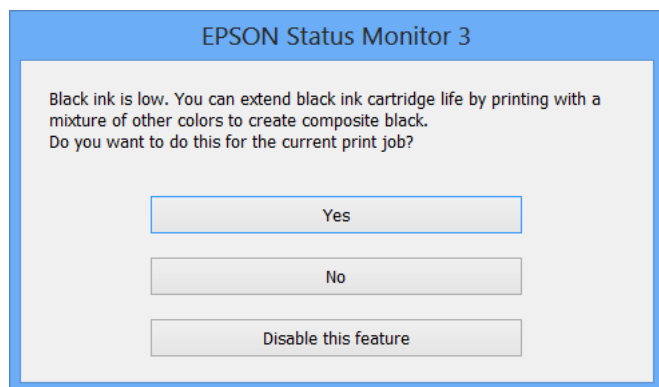 EPSON Status Monitor 3
Black ink is low. You can extend black ink cartridge life by printing with a
mixture of other colors to create composite black.
Do you want to do this for the current print job?
Yes
No
Disable this feature